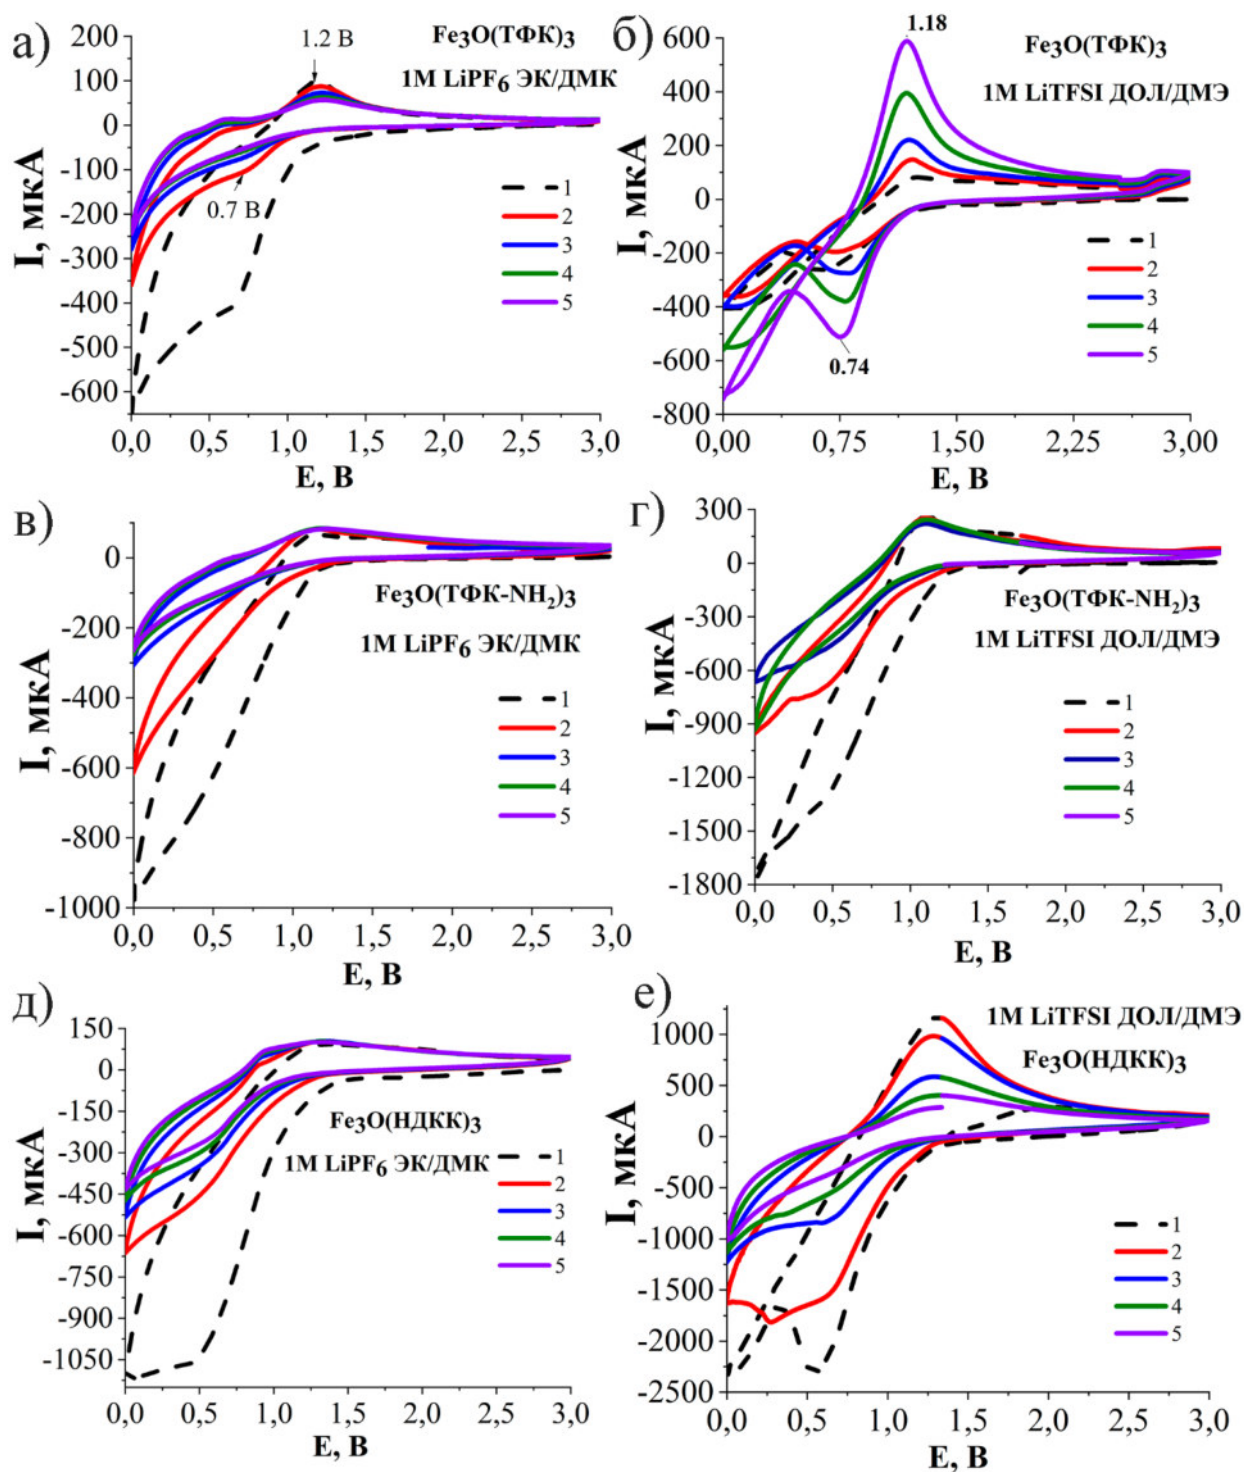 а)
200
100
0
-100
-200
-300
-400
-500
-600
I, мкА
1.2 В
Fe3O(ТФК)3
1M LiPF6 ЭК/ДМК
0.7 В
1
2
3
4
5
0,0 0,5 1,0 1,5 2,0 2,5 3,0
E, В
б)
600
400
200
0
-200
-400
-600
-800
I, мкА
1.18
Fe3O(ТФК)3
1M LiTFSI ДОЛ/ДМЭ
0.74
1
2
3
4
5
0,00 0,75 1,50 2,25 3,00
E, В
в)
0
-200
-400
-600
-800
-1000
I, мкА
Fe3O(ТФК-NH2)3
1M LiPF6 ЭК/ДМК
1
2
3
4
5
0,0 0,5 1,0 1,5 2,0 2,5 3,0
E, В
г)
300
0
-300
-600
-900
-1200
-1500
-1800
I, мкА
Fe3O(ТФК-NH2)3
1M LiTFSI ДОЛ/ДМЭ
1
2
3
4
5
0,0 0,5 1,0 1,5 2,0 2,5 3,0
E, В
д)
150
0
-150
-300
-450
-600
-750
-900
-1050
I, мкА
Fe3O(НДКК)3
1M LiPF6 ЭК/ДМК
1
2
3
4
5
0,0 0,5 1,0 1,5 2,0 2,5 3,0
E, В
е)
1000
500
0
-500
-1000
-1500
-2000
-2500
I, мкА
1M LiTFSI ДОЛ/ДМЭ
Fe3O(НДКК)3
1
2
3
4
5
0,0 0,5 1,0 1,5 2,0 2,5 3,0
E, В